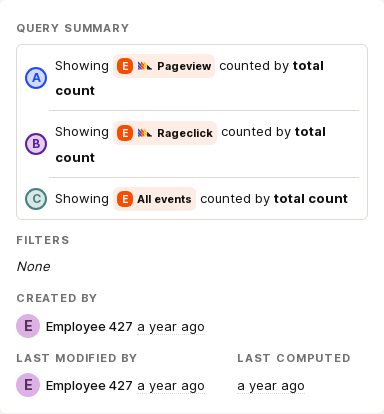 QUERY SUMMARY
A Showing E Pageview counted by total
count
B Showing E Rageclick counted by total
count
C Showing E All events counted by total count
FILTERS
None
CREATED BY
E Employee 427 a year ago
LAST MODIFIED BY LAST COMPUTED
E Employee 427 a year ago a year ago